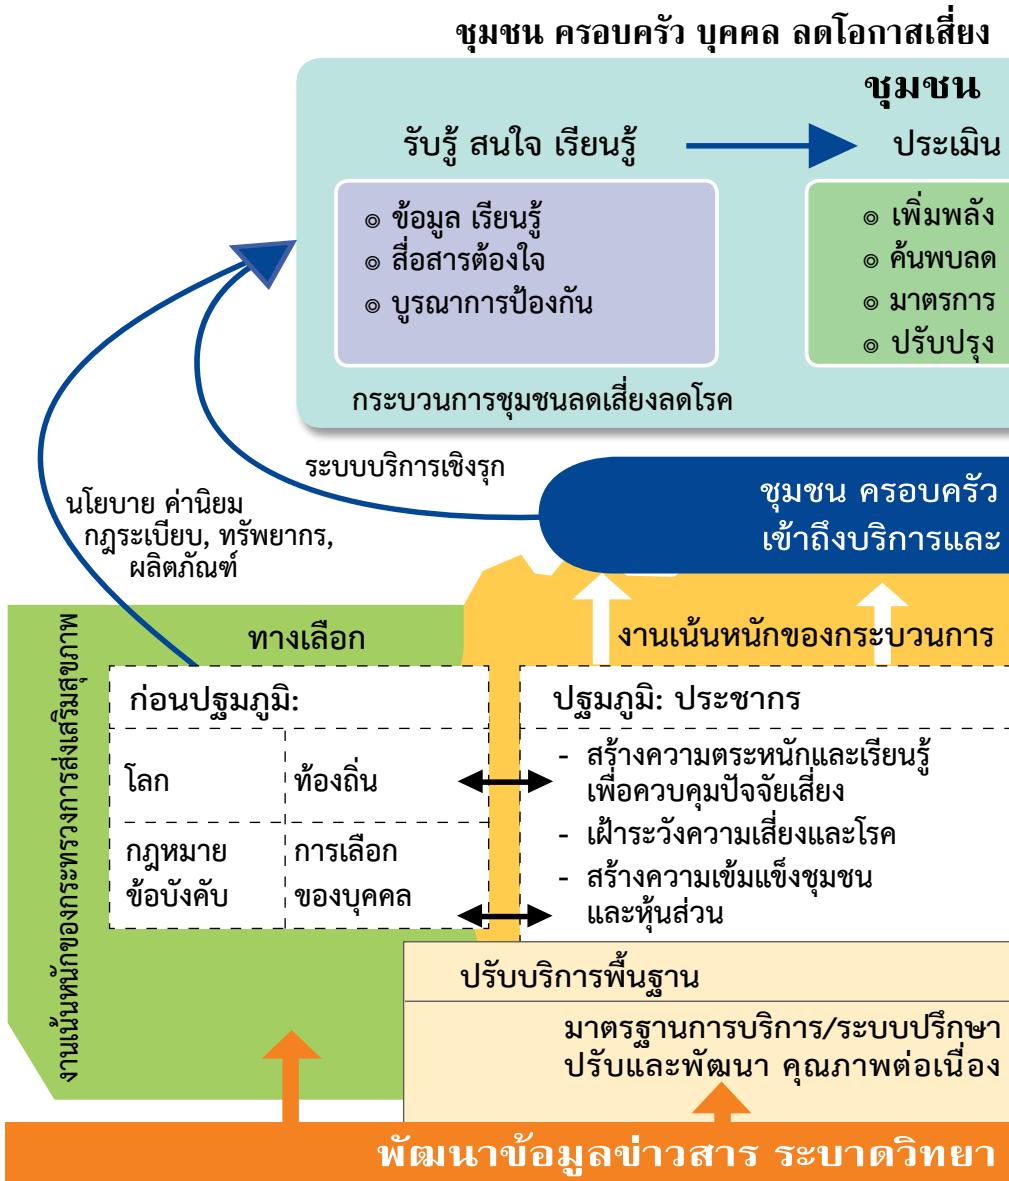 ชุมชน ครอบครัว บุคคล ลดโอกาสเสี่ยง
ชุมชน
รับรู้ สนใจ เรียนรู้
ประเมิน
๏ ข้อมูล เรียนรู้
๏ สื่อสารต้องใจ
๏ บูรณาการป้องกัน
๏ เพิ่มพลัง
๏ ค้นพบลด
๏ มาตรการ
๏ ปรับปรุง
กระบวนการชุมชนลดเสี่ยงลดโรค
ระบบบริการเชิงรุก
นโยบาย ค่านิยม
กฎระเบียบ, ทรัพยากร,
ผลิตภัณฑ์
ชุมชน ครอบครัว
เข้าถึงบริการและ
งานเน้นหนักของกระทรวงการส่งเสริมสุขภาพ
ทางเลือก
ก่อนปฐมภูมิ:
โลก
ท้องถิ่น
กฎหมาย
ข้อบังคับ
การเลือก
ของบุคคล
งานเน้นหนักของกระบวนการ
ปฐมภูมิ: ประชากร
- สร้างความตระหนักและเรียนรู้
เพื่อควบคุมปัจจัยเสี่ยง
- เฝ้าระวังความเสี่ยงและโรค
- สร้างความเข้มแข็งชุมชน
และหุ้นส่วน
ปรับบริการพื้นฐาน
มาตรฐานการบริการ/ระบบปรึกษา
ปรับและพัฒนา คุณภาพต่อเนื่อง
พัฒนาข้อมูลข่าวสาร ระบาดวิทยา